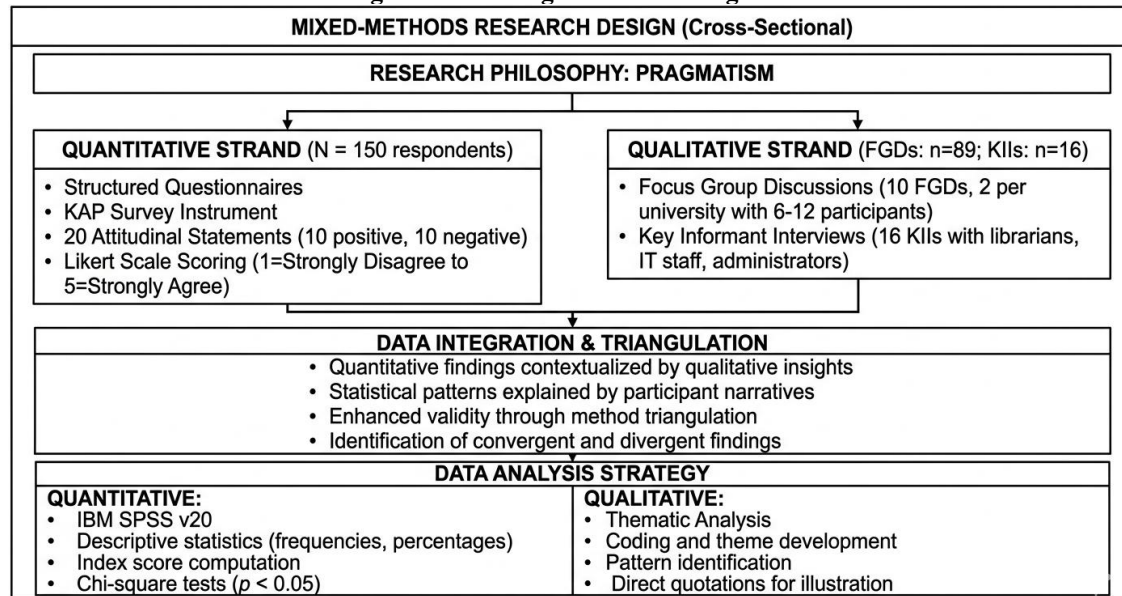 MIXED-METHODS RESEARCH DESIGN (Cross-Sectional)
RESEARCH PHILOSOPHY: PRAGMATISM
QUANTITATIVE STRAND (N = 150 respondents)
• Structured Questionnaires
• KAP Survey Instrument
• 20 Attitudinal Statements (10 positive, 10 negative)
• Likert Scale Scoring (1=Strongly Disagree to
5=Strongly Agree)
QUALITATIVE STRAND (FGDs: n=89; KIIs: n=16)
• Focus Group Discussions (10 FGDs, 2 per
university with 6-12 participants)
• Key Informant Interviews (16 KIIs with librarians,
IT staff, administrators)
DATA INTEGRATION & TRIANGULATION
• Quantitative findings contextualized by qualitative insights
• Statistical patterns explained by participant narratives
• Enhanced validity through method triangulation
• Identification of convergent and divergent findings
DATA ANALYSIS STRATEGY
QUANTITATIVE:
• IBM SPSS v20
• Descriptive statistics (frequencies, percentages)
• Index score computation
• Chi-square tests (p < 0.05)
QUALITATIVE:
• Thematic Analysis
• Coding and theme development
• Pattern identification
• Direct quotations for illustration